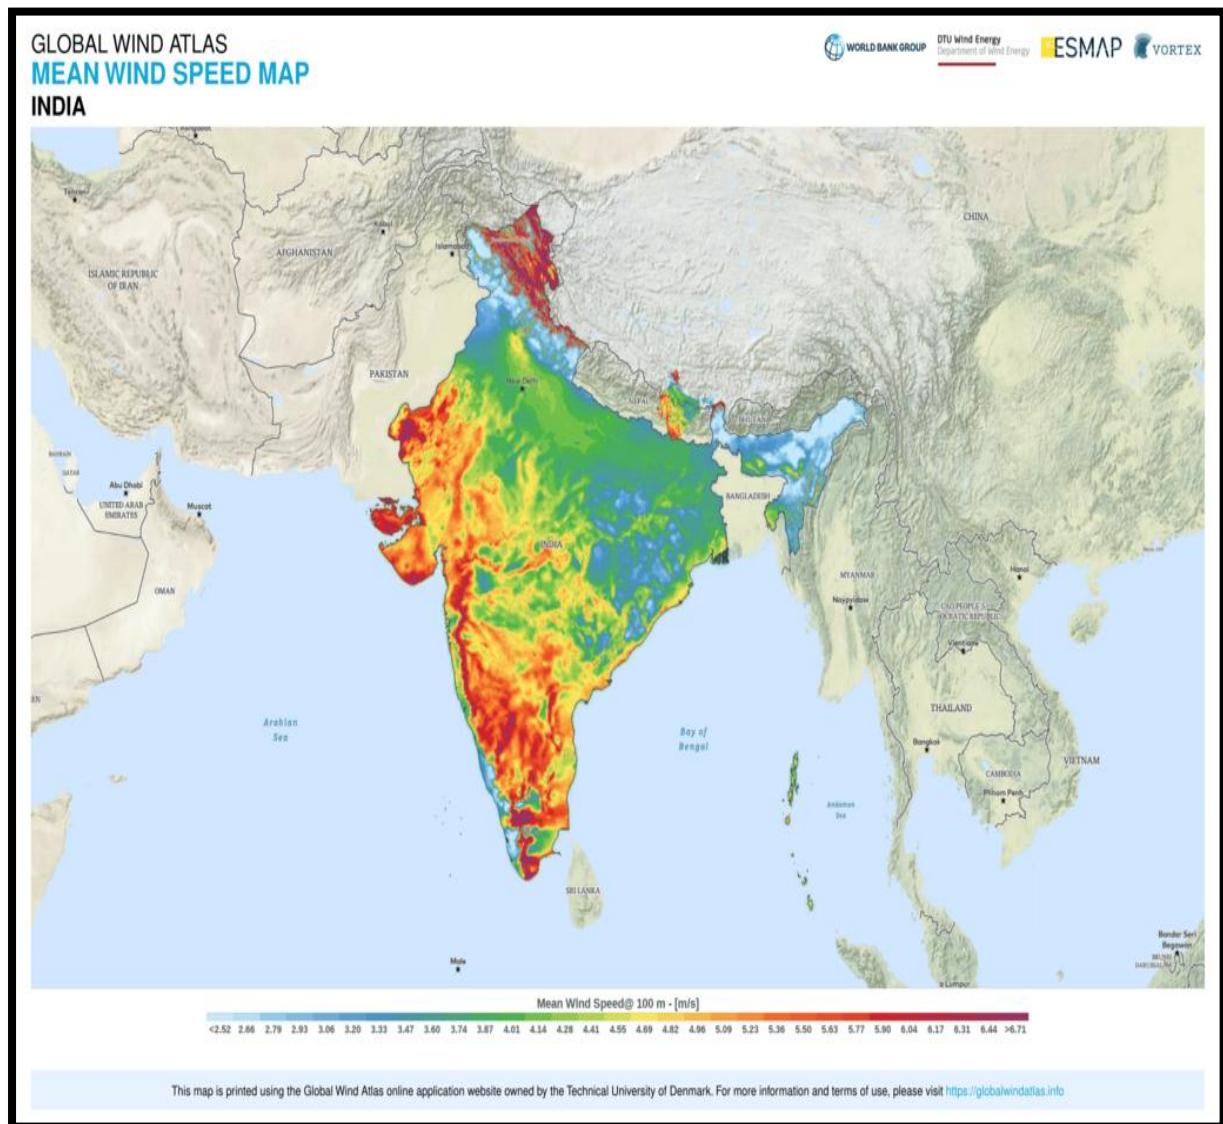 GLOBAL WIND ATLAS
MEAN WIND SPEED MAP
INDIA
WORLD BANK GROUP
DTU Wind Energy
Department of Wind Energy
ESMAP
VORTEX
CHINA
AFGHANISTAN
Islamabad
ISLAMIC REPUBLIC
OF IRAN
PAKISTAN
New Delhi
NEPAL
BHUTAN
BAHRAIN
QATAR
Abu Dhabi
UNITED ARAB
EMIRATES
Muscat
BANGLADESH
INDIA
OMAN
MYANMAR
Naypyidaw
Hanoi
LAO PEOPLE'S
Vientiane
THAILAND
Arabian
Sea
Bay of
Bengal
Bangkok
VIETNAM
CAMBODIA
Phnom Penh
Andaman
Sea
SRI LANKA
Male
Bandar Seri
Begawan
a Lumpur
Mean Wind Speed@ 100 m - [m/s]
<2.52 2.66 2.79 2.93 3.06 3.20 3.33 3.47 3.60 3.74 3.87 4.01 4.14 4.28 4.41 4.55 4.69 4.82 4.96 5.09 5.23 5.36 5.50 5.63 5.77 5.90 6.04 6.17 6.31 6.44 >6.71
This map is printed using the Global Wind Atlas online application website owned by the Technical University of Denmark. For more information and terms of use, please visit https://globalwindatlas.info